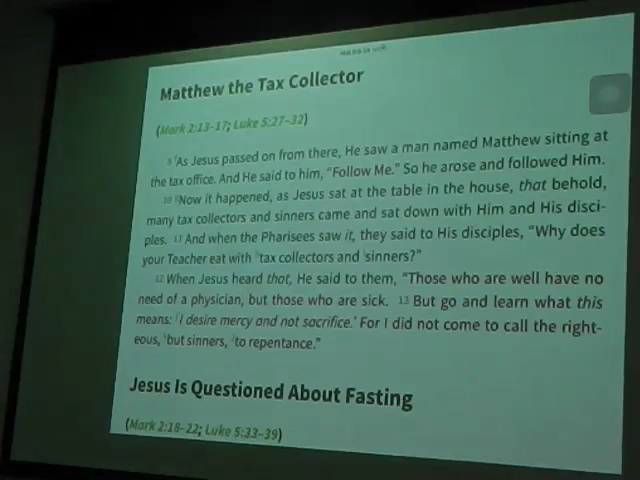 Matthew the Tax Collector
(Mark 2:13–17; Luke 5:27–32)
9 As Jesus passed on from there, He saw a man named Matthew sitting at
the tax office. And He said to him, “Follow Me.” So he arose and followed Him.
10 Now it happened, as Jesus sat at the table in the house, that behold,
many tax collectors and sinners came and sat down with Him and His disci-
ples. 11 And when the Pharisees saw it, they said to His disciples, “Why does
your Teacher eat with tax collectors and sinners?”
12 When Jesus heard that, He said to them, “Those who are well have no
need of a physician, but those who are sick. 13 But go and learn what this
means: ‘I desire mercy and not sacrifice.’ For I did not come to call the right-
eous, but sinners, to repentance.”
Jesus Is Questioned About Fasting
(Mark 2:18–22; Luke 5:33–39)